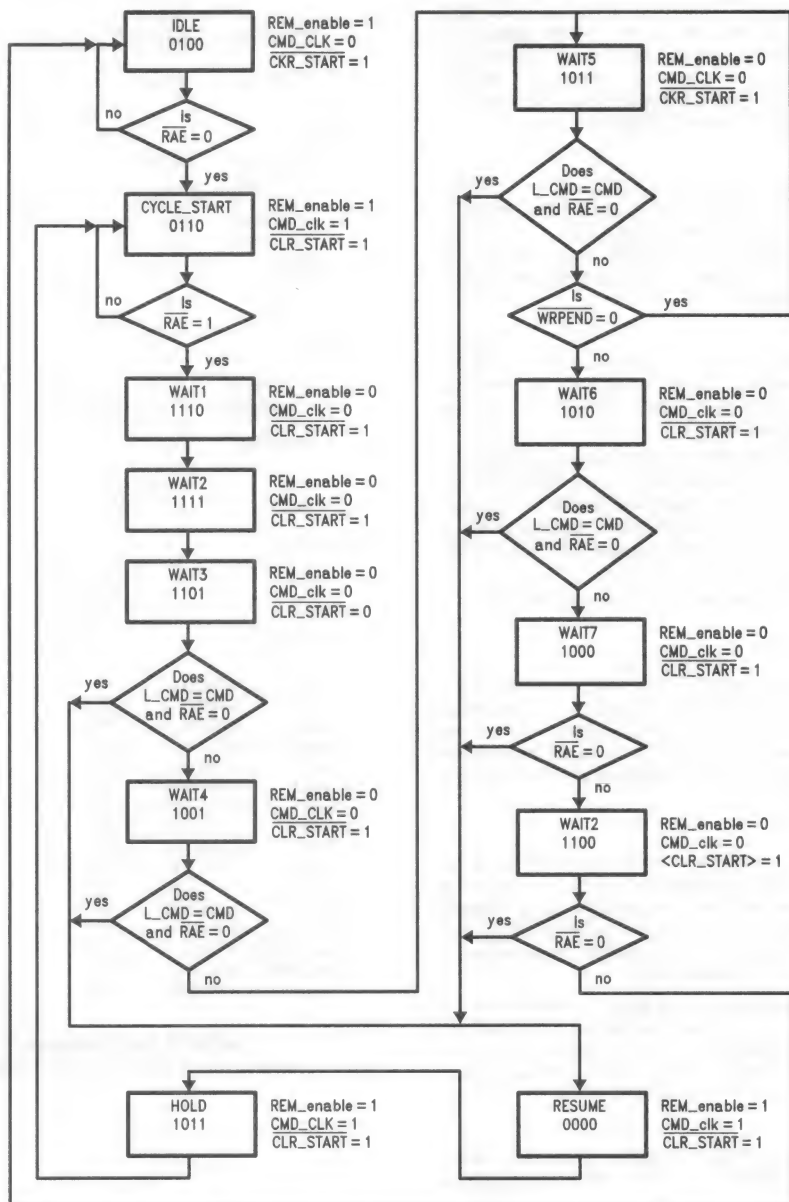 IDLE
0100
REM_enable = 1
CMD_CLK = 0
CKR_START = 1
no
Is
RAE = 0
yes
CYCLE_START
0110
REM_enable = 1
CMD_clk = 1
CLR_START = 1
no
Is
RAE = 1
yes
WAIT1
1110
REM_enable = 0
CMD_clk = 0
CLR_START = 1
WAIT2
1111
REM_enable = 0
CMD_clk = 0
CLR_START = 1
WAIT3
1101
REM_enable = 0
CMD_clk = 0
CLR_START = 0
yes
Does
L_CMD = CMD
and RAE = 0
no
WAIT4
1001
REM_enable = 0
CMD_CLK = 0
CLR_START = 1
yes
Does
L_CMD = CMD
and RAE = 0
no
WAIT5
1011
REM_enable = 0
CMD_CLK = 0
CKR_START = 1
yes
Does
L_CMD = CMD
and RAE = 0
no
Is
WRPEND = 0
yes
no
WAIT6
1010
REM_enable = 0
CMD_clk = 0
CLR_START = 1
yes
Does
L_CMD = CMD
and RAE = 0
no
WAIT7
1000
REM_enable = 0
CMD_clk = 0
CLR_START = 1
yes
Is
RAE = 0
no
WAIT2
1100
REM_enable = 0
CMD_clk = 0
<CLR_START> = 1
yes
Is
RAE = 0
no
HOLD
1011
REM_enable = 1
CMD_CLK = 1
CLR_START = 1
RESUME
0000
REM_enable = 1
CMD_clk = 1
CLR_START = 1